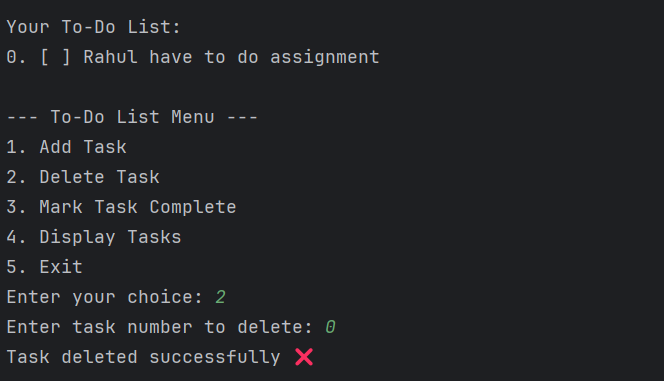 Your To-Do List:
0. [ ] Rahul have to do assignment
--- To-Do List Menu ---
1. Add Task
2. Delete Task
3. Mark Task Complete
4. Display Tasks
5. Exit
Enter your choice: 2
Enter task number to delete: 0
Task deleted successfully ❌